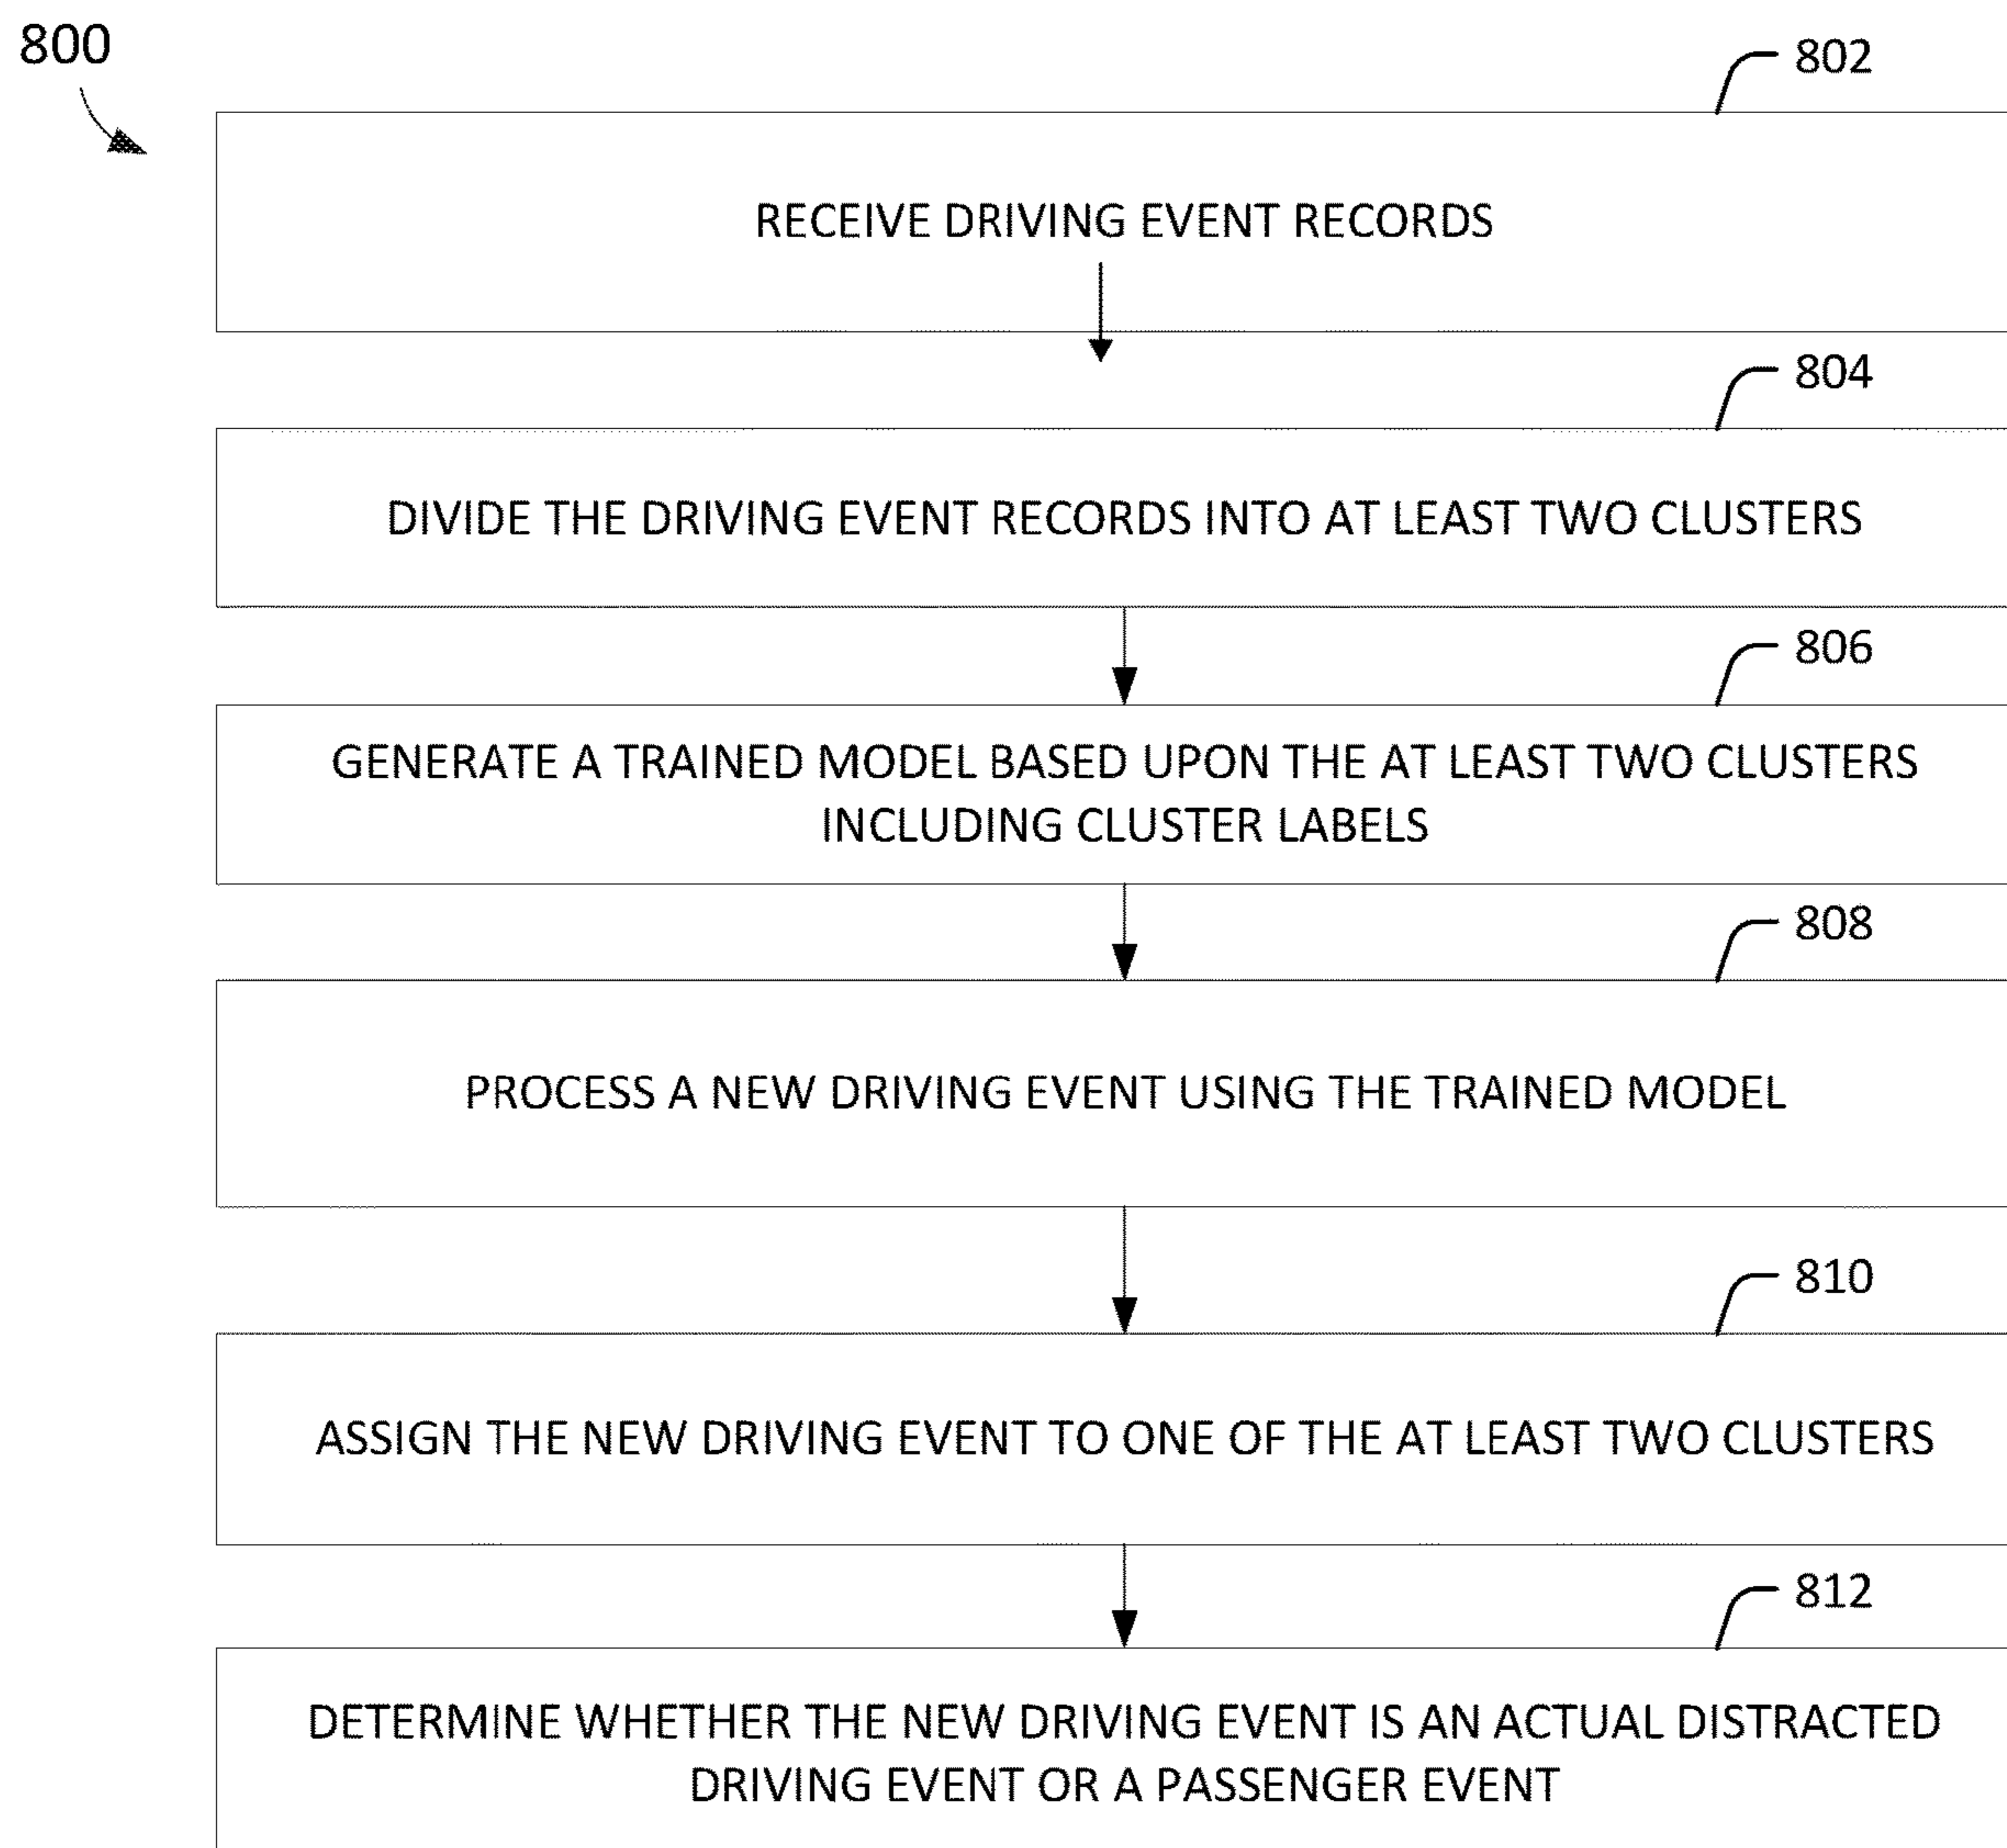 800
802
RECEIVE DRIVING EVENT RECORDS
804
DIVIDE THE DRIVING EVENT RECORDS INTO AT LEAST TWO CLUSTERS
806
GENERATE A TRAINED MODEL BASED UPON THE AT LEAST TWO CLUSTERS
INCLUDING CLUSTER LABELS
808
PROCESS A NEW DRIVING EVENT USING THE TRAINED MODEL
810
ASSIGN THE NEW DRIVING EVENT TO ONE OF THE AT LEAST TWO CLUSTERS
812
DETERMINE WHETHER THE NEW DRIVING EVENT IS AN ACTUAL DISTRACTED
DRIVING EVENT OR A PASSENGER EVENT